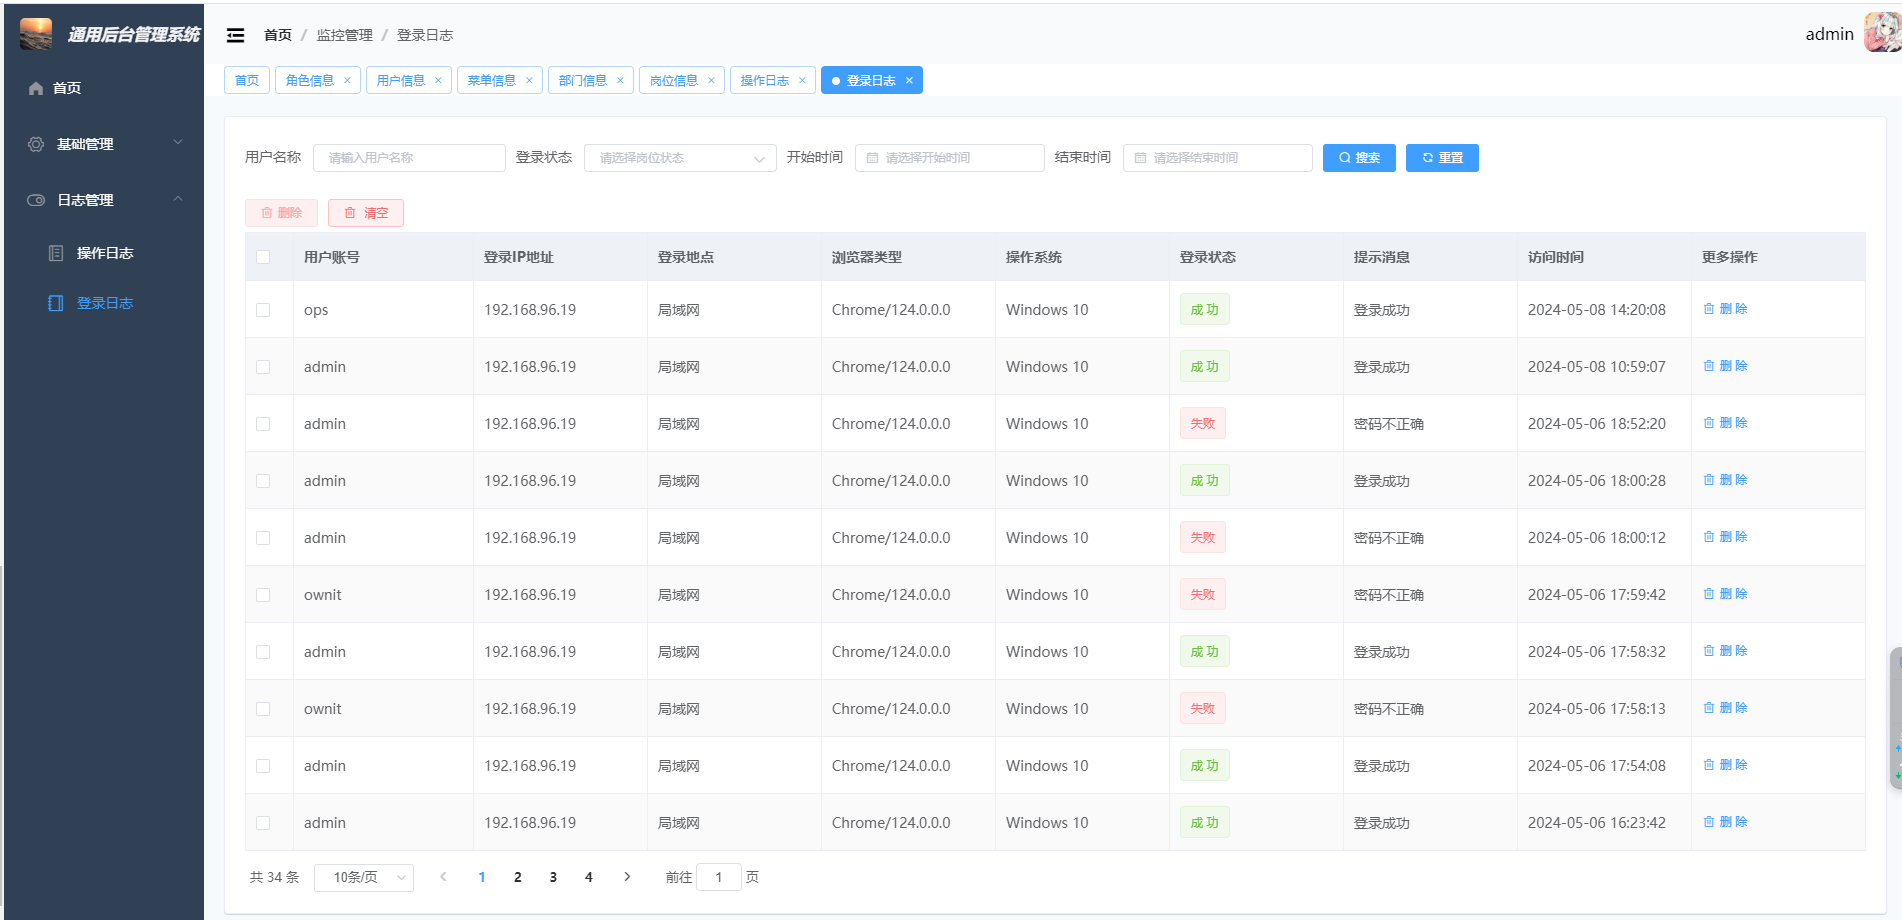 通用后台管理系统
首页 / 监控管理 / 登录日志
admin
首页
基础管理
日志管理
操作日志
登录日志
首页 角色信息 × 用户信息 × 菜单信息 × 部门信息 × 岗位信息 × 操作日志 × 登录日志 ×
用户名称 请输入用户名称 登录状态 请选择岗位状态 开始时间 请选择开始时间 结束时间 请选择结束时间 搜索 重置
删除 清空
用户账号 登录IP地址 登录地点 浏览器类型 操作系统 登录状态 提示消息 访问时间 更多操作
ops 192.168.96.19 局域网 Chrome/124.0.0.0 Windows 10 成功 登录成功 2024-05-08 14:20:08 删除
admin 192.168.96.19 局域网 Chrome/124.0.0.0 Windows 10 成功 登录成功 2024-05-08 10:59:07 删除
admin 192.168.96.19 局域网 Chrome/124.0.0.0 Windows 10 失败 密码不正确 2024-05-06 18:52:20 删除
admin 192.168.96.19 局域网 Chrome/124.0.0.0 Windows 10 成功 登录成功 2024-05-06 18:00:28 删除
admin 192.168.96.19 局域网 Chrome/124.0.0.0 Windows 10 失败 密码不正确 2024-05-06 18:00:12 删除
ownit 192.168.96.19 局域网 Chrome/124.0.0.0 Windows 10 失败 密码不正确 2024-05-06 17:59:42 删除
admin 192.168.96.19 局域网 Chrome/124.0.0.0 Windows 10 成功 登录成功 2024-05-06 17:58:32 删除
ownit 192.168.96.19 局域网 Chrome/124.0.0.0 Windows 10 失败 密码不正确 2024-05-06 17:58:13 删除
admin 192.168.96.19 局域网 Chrome/124.0.0.0 Windows 10 成功 登录成功 2024-05-06 17:54:08 删除
admin 192.168.96.19 局域网 Chrome/124.0.0.0 Windows 10 成功 登录成功 2024-05-06 16:23:42 删除
共 34 条 10条/页 1 2 3 4 前往 1 页